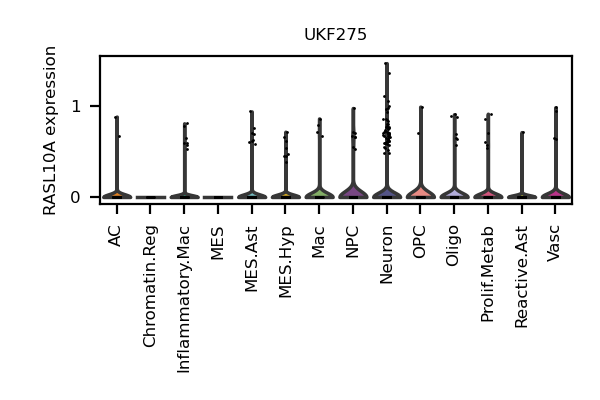 UKF275
RASL10A expression
1
0
AC
Chromatin.Reg
Inflammatory.Mac
MES
MES.Ast
MES.Hyp
Mac
NPC
Neuron
OPC
Oligo
Prolif.Metab
Reactive.Ast
Vasc